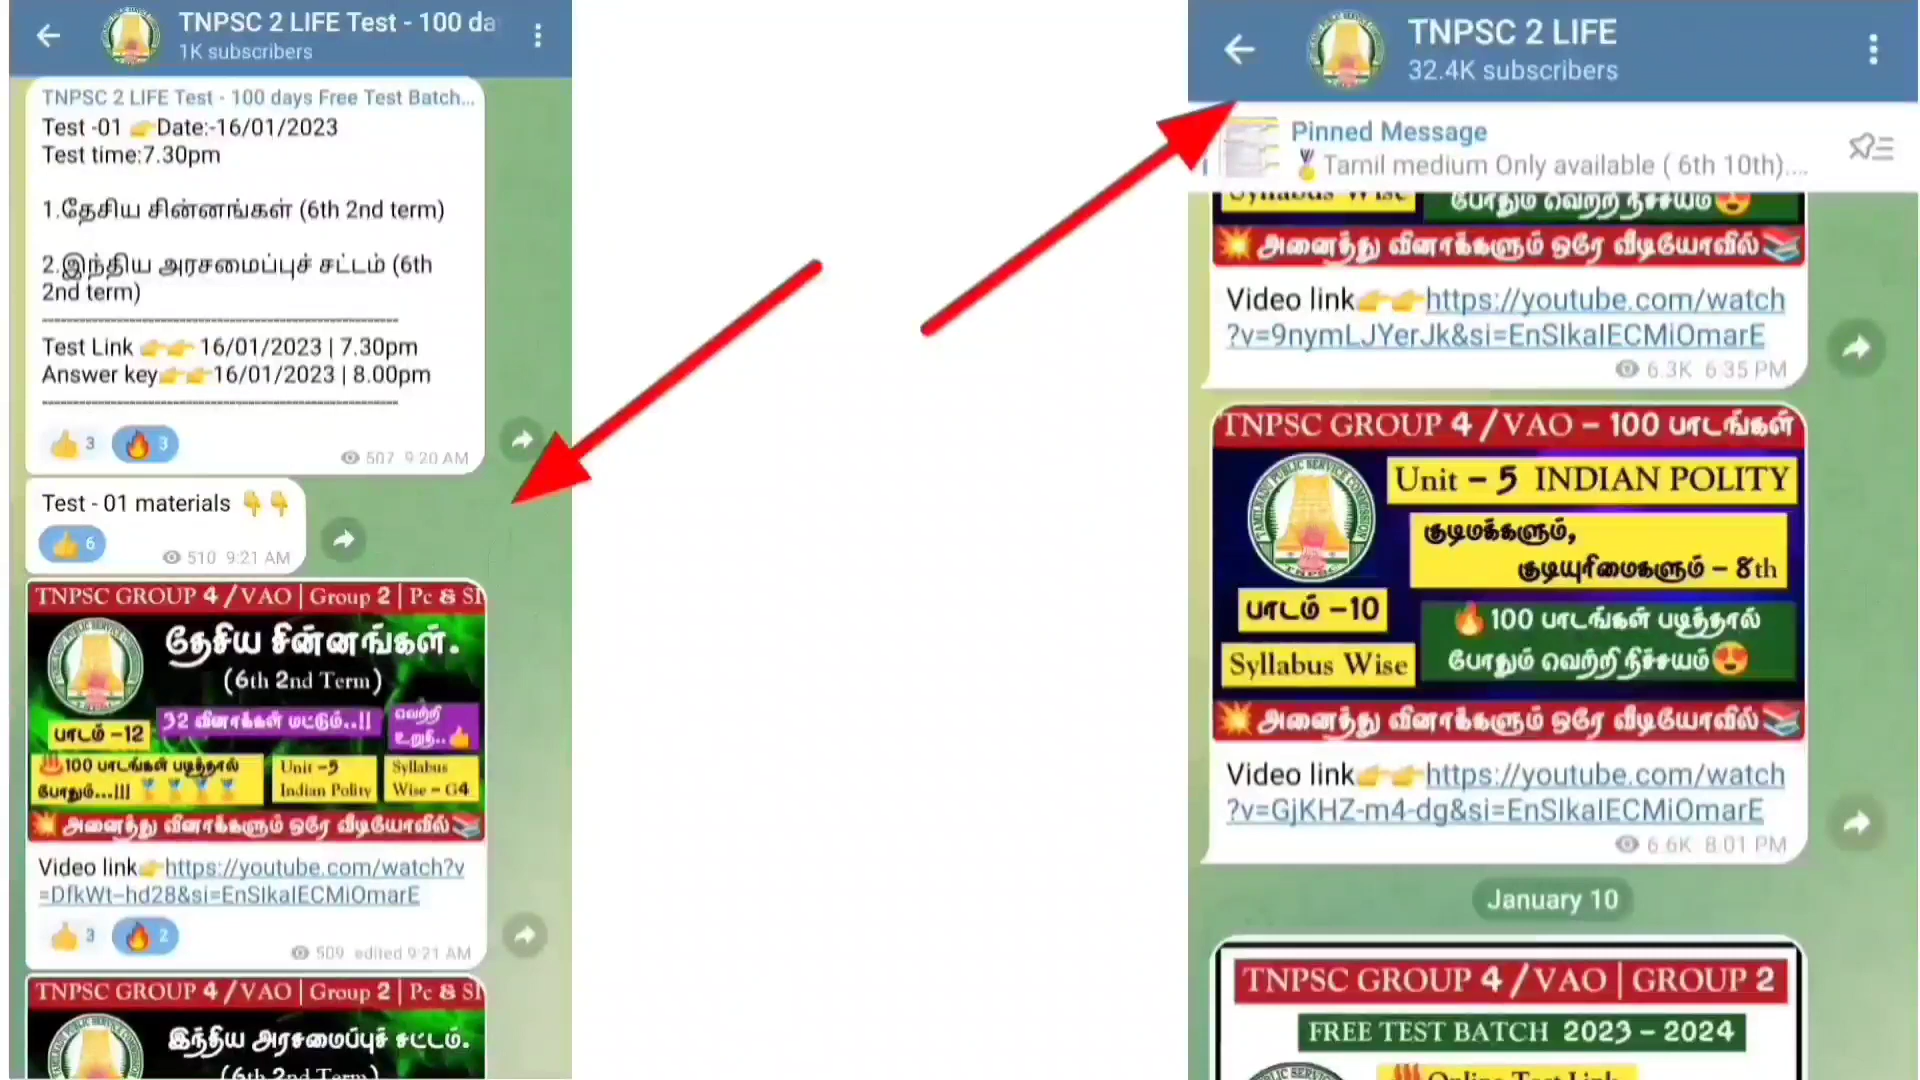 TNPSC 2 LIFE Test - 100 da
1K subscribers
TNPSC 2 LIFE Test - 100 days Free Test Batch...
Test -01 👉Date:-16/01/2023
Test time:7.30pm
1.தேசிய சின்னங்கள் (6th 2nd term)
2.இந்திய அரசமைப்புச் சட்டம் (6th
2nd term)
Test Link 👉👉 16/01/2023 | 7.30pm
Answer key👉👉16/01/2023 | 8.00pm
👍 3 🔥 3
507 9:20 AM
Test - 01 materials 👇👇
👍 6
510 9:21 AM
TNPSC GROUP 4 / VAO | Group 2 | Pc & SI
தேசிய சின்னங்கள்.
(6th 2nd Term)
பாடம் -12
32 வினாக்கள் மட்டும்..!!
வெற்றி
உறுதி..👍
100 பாடங்கள் படித்தால்
போதும்...!!!
Unit -5
Indian Polity
Syllabus
Wise - G4
💥அனைத்து வினாக்களும் ஒரே வீடியோவில்📚
Video link👉https://youtube.com/watch?v
=DfkWt-hd28&si=EnSIkaIECMiOmarE
👍 3 🔥 2
509 edited 9:21 AM
TNPSC GROUP 4 / VAO | Group 2 | Pc & SI
இந்திய அரசமைப்புச் சட்டம்.
(6th 2nd Term)
TNPSC 2 LIFE
32.4K subscribers
Pinned Message
🏅Tamil medium Only available ( 6th 10th)....
Syllabus Wise
போதும் வெற்றி நிச்சயம்😍
💥அனைத்து வினாக்களும் ஒரே வீடியோவில்📚
Video link👉👉https://youtube.com/watch
?v=9nymLJYerJk&si=EnSIkaIECMiOmarE
6.3K 6:35 PM
TNPSC GROUP 4 / VAO - 100 பாடங்கள்
TAMILNADU PUBLIC SERVICE COMMISSION
TNPSC
Unit - 5 INDIAN POLITY
குடிமக்களும்,
குடியுரிமைகளும் - 8th
பாடம் -10
🔥100 பாடங்கள் படித்தால்
போதும் வெற்றி நிச்சயம்😍
Syllabus Wise
💥அனைத்து வினாக்களும் ஒரே வீடியோவில்📚
Video link👉👉https://youtube.com/watch
?v=GjKHZ-m4-dg&si=EnSIkaIECMiOmarE
6.6K 8:01 PM
January 10
TNPSC GROUP 4 / VAO | GROUP 2
FREE TEST BATCH 2023 - 2024
Online Test Link